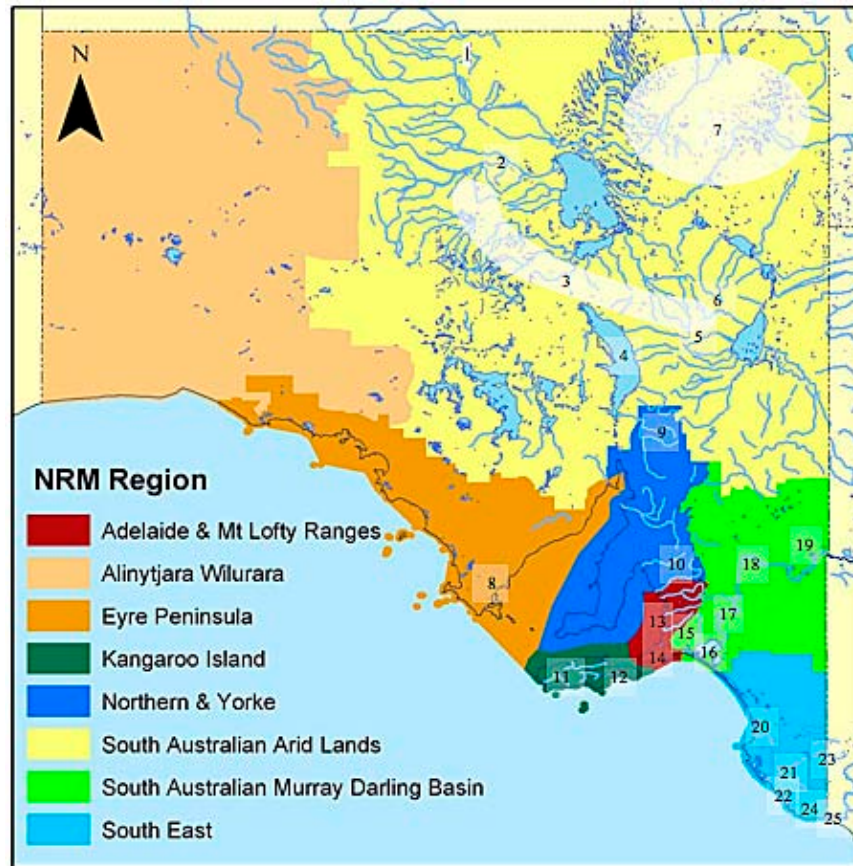 N
1
7
2
3
6
5
4
9
NRM Region
Adelaide & Mt Lofty Ranges
Alinytjara Wilurara
Eyre Peninsula
Kangaroo Island
Northern & Yorke
South Australian Arid Lands
South Australian Murray Darling Basin
South East
8
10
19
18
13
17
15
16
14
11
12
20
23
21
22
24
25